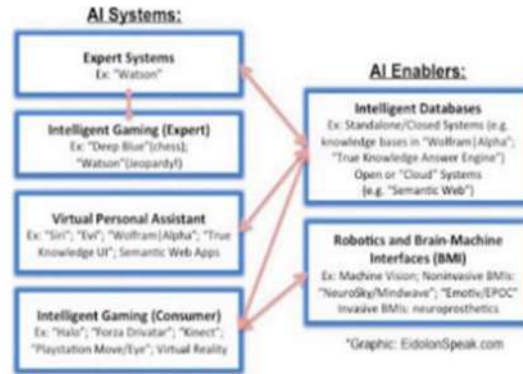 AI Systems:
Expert Systems
Ex: "Watson"
Intelligent Gaming (Expert)
Ex: "Deep Blue"(chess);
"Watson"(Jeopardy!)
Virtual Personal Assistant
Ex: "Siri"; "Evi"; "Wolfram|Alpha"; "True
Knowledge UI"; Semantic Web Apps
Intelligent Gaming (Consumer)
Ex: "Halo"; "Forza Drivatar"; "Kinect";
"Playstation Move/Eye"; Virtual Reality
AI Enablers:
Intelligent Databases
Ex: Standalone/Closed Systems (e.g.
knowledge bases in "Wolfram|Alpha";
"True Knowledge Answer Engine")
Open or "Cloud" Systems
(e.g. "Semantic Web")
Robotics and Brain-Machine
Interfaces (BMI)
Ex: Machine Vision; Noninvasive BMIs:
"NeuroSky/Mindwave"; "Emotiv/EPOC"
Invasive BMIs: neuroprosthetics
"Graphic: EidolonSpeak.com